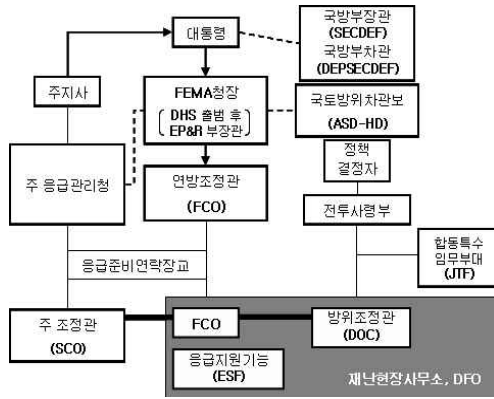 대통령
국방부장관
(SECDEF)
국방부차관
(DEPSECDEF)
주지사
FEMA청장
DHS 출범 후
EP&R 부장관
국토방위차관보
(ASD-HD)
정책
결정자
주 응급관리청
연방조정관
(FCO)
전투사령부
합동특수
임무부대
(JTF)
응급준비연락장교
주 조정관
(SCO)
FCO
방위조정관
(DOC)
응급지원기능
(ESF)
재난현장사무소, DFO